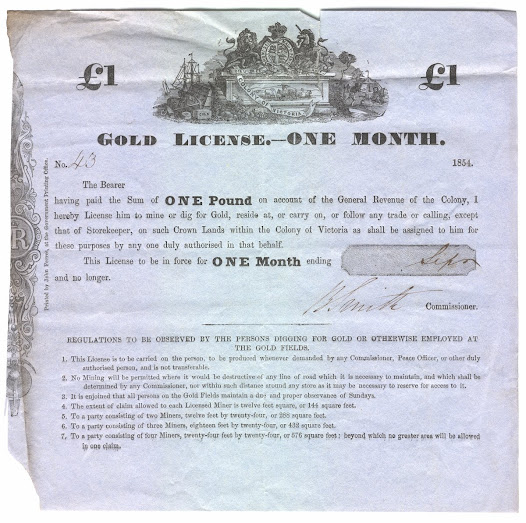 £1
£1
COLONY OF VICTORIA
GOLD LICENSE.—ONE MONTH.
No. 43
1854.
The Bearer
having paid the Sum of ONE Pound on account of the General Revenue of the Colony, I
hereby License him to mine or dig for Gold, reside at, or carry on, or follow any trade or calling, except
that of Storekeeper, on such Crown Lands within the Colony of Victoria as shall be assigned to him for
these purposes by any one duly authorised in that behalf.
This License to be in force for ONE Month ending
and no longer.
Smith Commissioner.
REGULATIONS TO BE OBSERVED BY THE PERSONS DIGGING FOR GOLD OR OTHERWISE EMPLOYED AT
THE GOLD FIELDS.
1. This License is to be carried on the person, to be produced whenever demanded by any Commissioner, Peace Officer, or other duly
authorised person, and is not transferable.
2. No Mining will be permitted where it would be destructive of any line of road which it is necessary to maintain, and which shall be
determined by any Commissioner, nor within such distance around any store as it may be necessary to reserve for access to it.
3. It is enjoined that all persons on the Gold Fields maintain a due and proper observance of Sundays.
4. The extent of claim allowed to each Licensed Miner is twelve feet square, or 144 square feet.
5. To a party consisting of two Miners, twelve feet by twenty-four, or 288 square feet.
6. To a party consisting of three Miners, eighteen feet by twenty-four, or 432 square feet.
7. To a party consisting of four Miners, twenty-four feet by twenty-four, or 576 square feet; beyond which no greater area will be allowed
in one claim.
Printed by John Ferres, at the Government Printing Office.
R